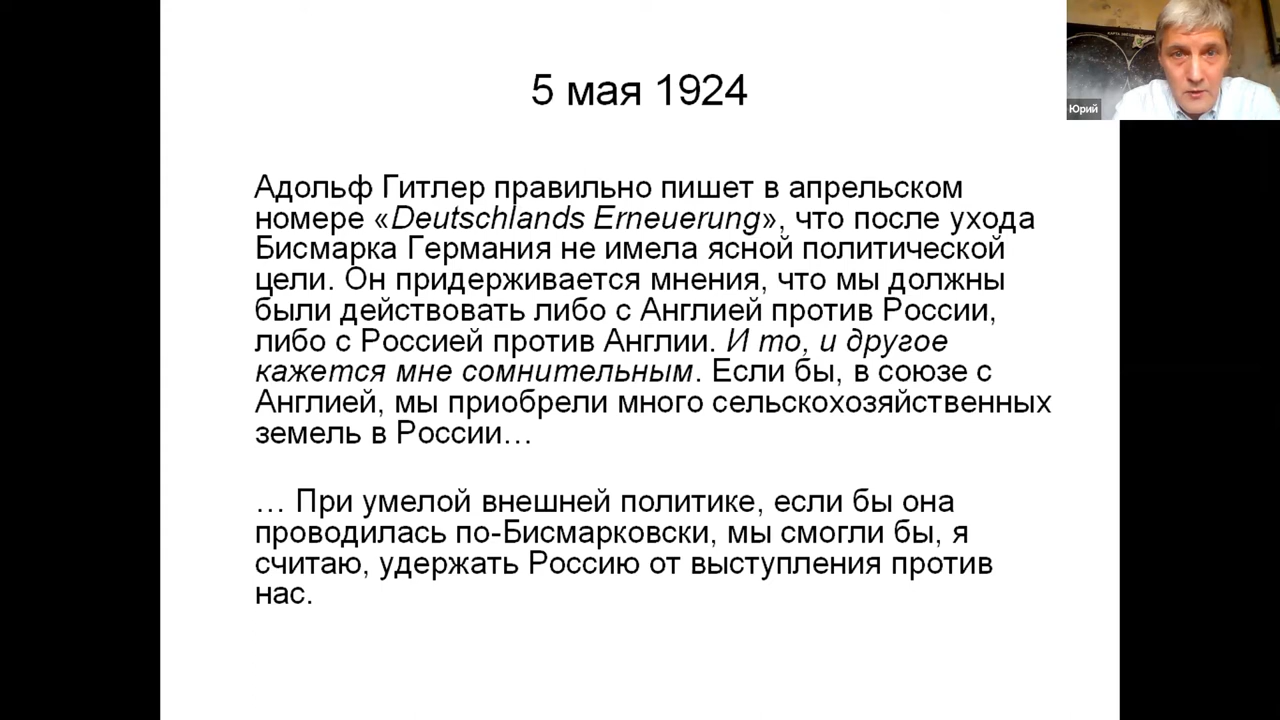 5 мая 1924
Адольф Гитлер правильно пишет в апрельском
номере «Deutschlands Erneuerung», что после ухода
Бисмарка Германия не имела ясной политической
цели. Он придерживается мнения, что мы должны
были действовать либо с Англией против России,
либо с Россией против Англии. И то, и другое
кажется мне сомнительным. Если бы, в союзе с
Англией, мы приобрели много сельскохозяйственных
земель в России…
… При умелой внешней политике, если бы она
проводилась по-Бисмарковски, мы смогли бы, я
считаю, удержать Россию от выступления против
нас.
Юрий